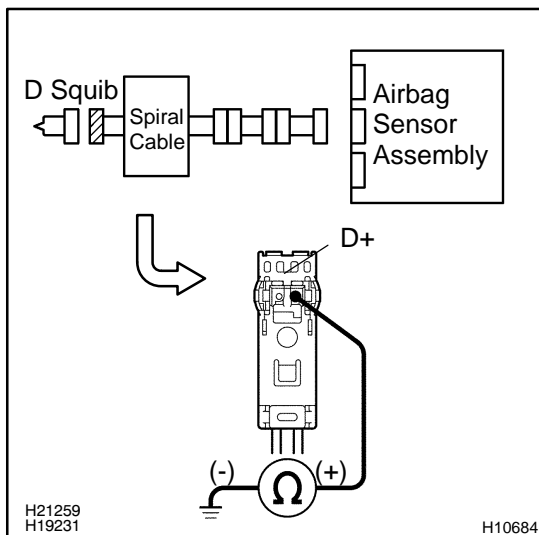 D Squib
Spiral
Cable
Airbag
Sensor
Assembly
D+
(-)
Ω
(+)
H21259
H19231
H10684